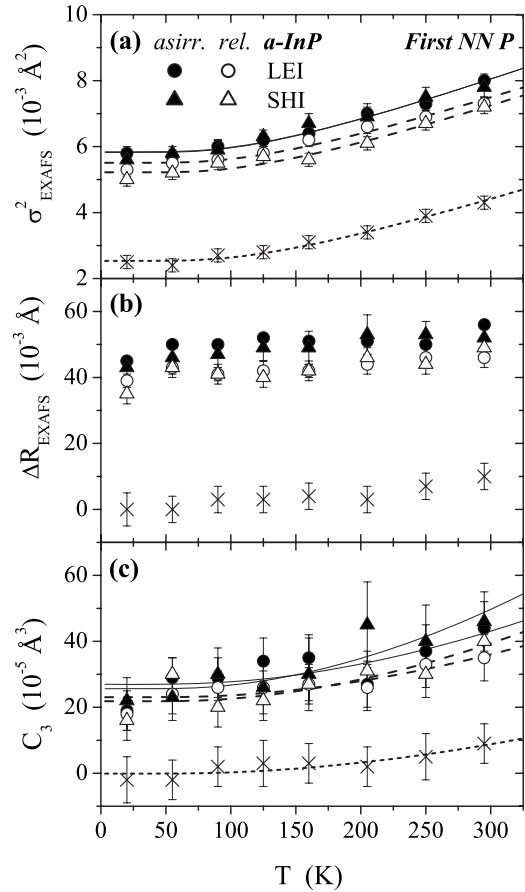 (a) asirr. rel. a-InP First NN P
LEI
SHI
σ²EXAFS (10⁻³ Å²)
10
8
6
4
2
(b)
ΔREXAFS (10⁻³ Å)
60
40
20
0
(c)
C₃ (10⁻⁵ Å³)
60
40
20
0
0 50 100 150 200 250 300
T (K)